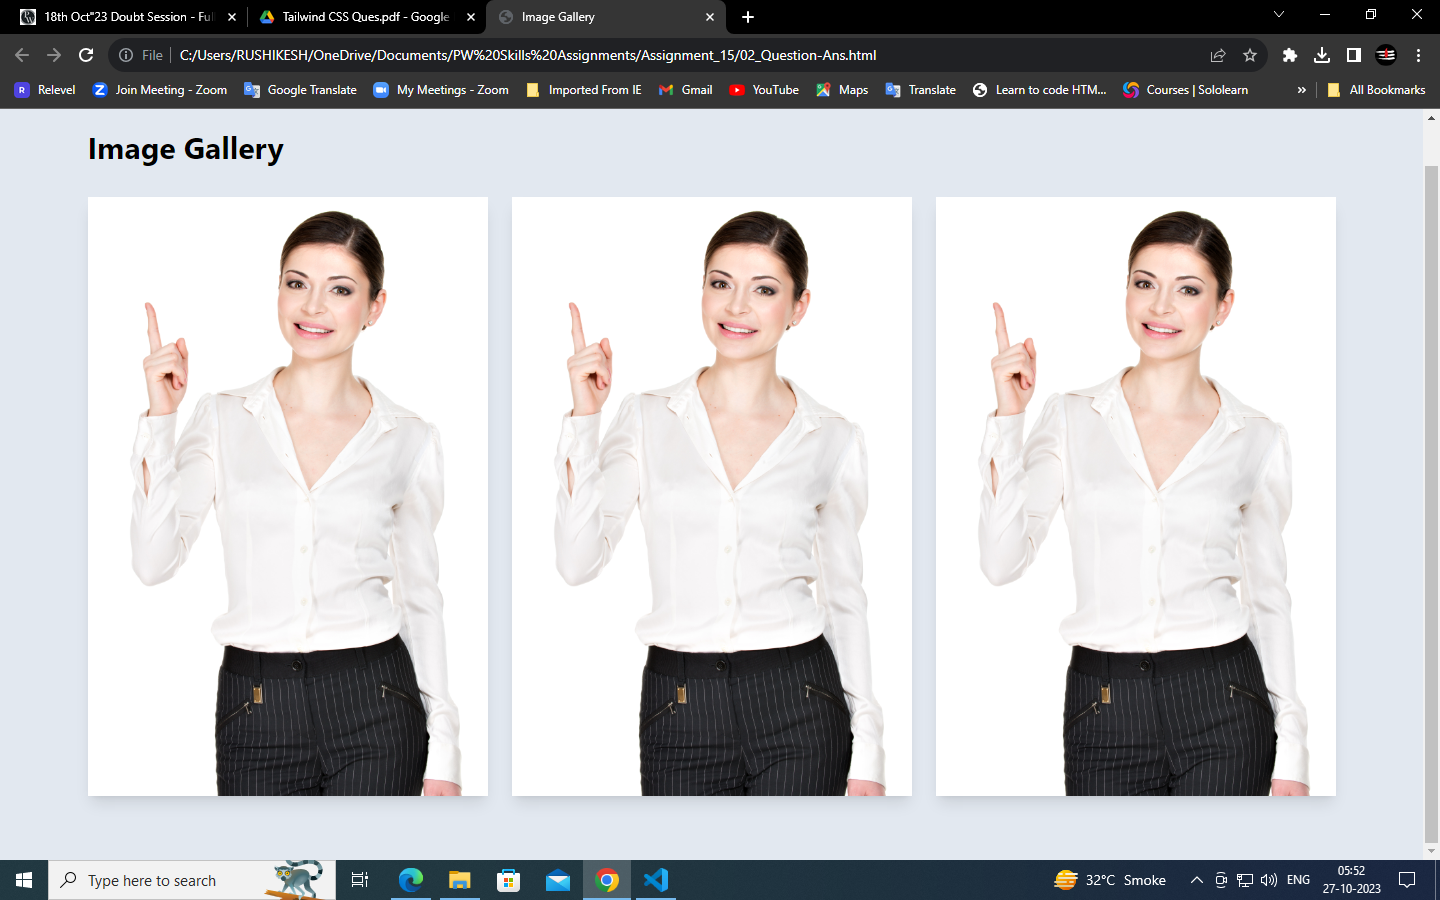 18th Oct"23 Doubt Session - Ful
Tailwind CSS Ques.pdf - Google
Image Gallery
File
C:/Users/RUSHIKESH/OneDrive/Documents/PW%20Skills%20Assignments/Assignment_15/02_Question-Ans.html
Relevel
Join Meeting - Zoom
Google Translate
My Meetings - Zoom
Imported From IE
Gmail
YouTube
Maps
Translate
Learn to code HTM...
Courses | Sololearn
»
All Bookmarks
Image Gallery
Type here to search
32°C Smoke
ENG
05:52
27-10-2023